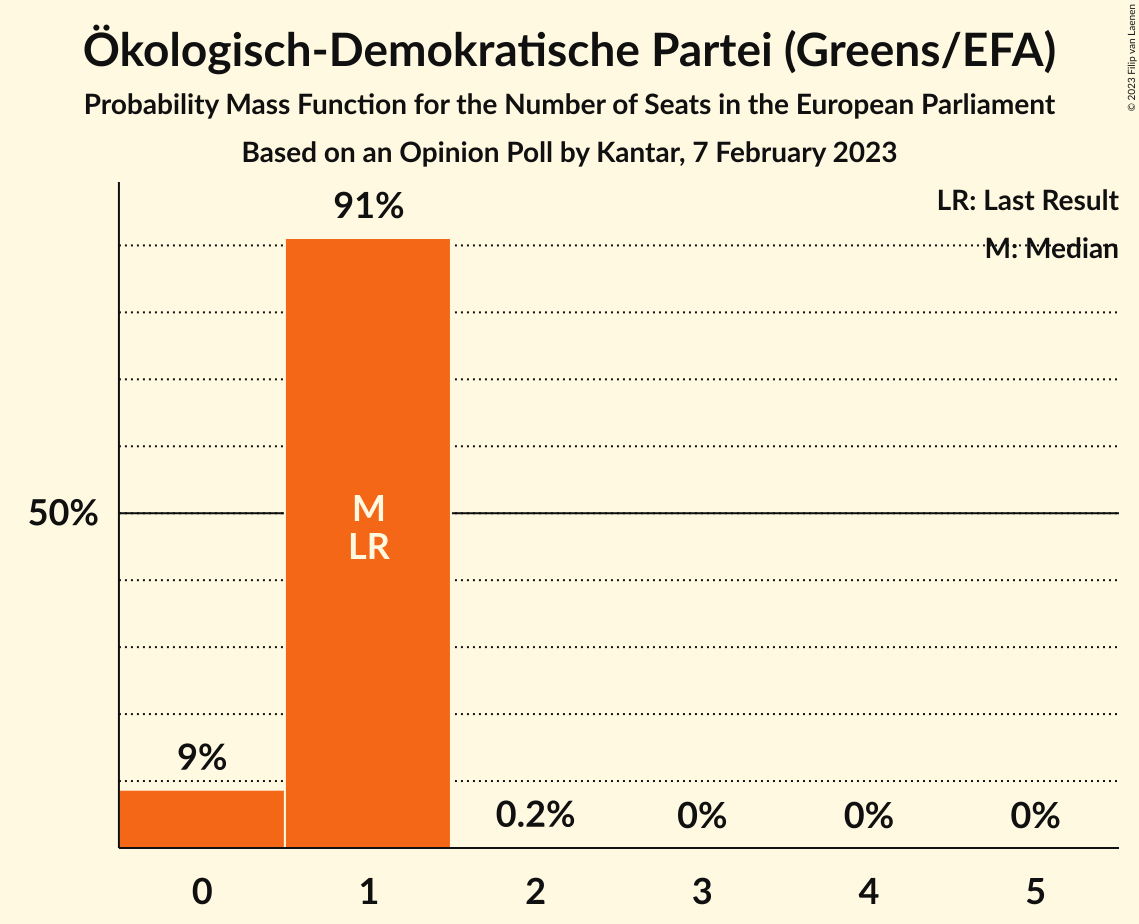 Ökologisch-Demokratische Partei (Greens/EFA)
Probability Mass Function for the Number of Seats in the European Parliament
Based on an Opinion Poll by Kantar, 7 February 2023
© 2023 Filip van Laenen
LR: Last Result
M: Median
91%
50%
M
LR
9%
0.2%
0%
0%
0%
0
1
2
3
4
5